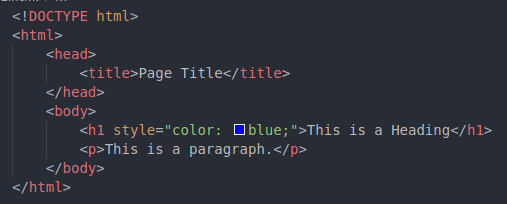 <!DOCTYPE html>
<html>
    <head>
        <title>Page Title</title>
    </head>
    <body>
        <h1 style="color: blue;">This is a Heading</h1>
        <p>This is a paragraph.</p>
    </body>
</html>